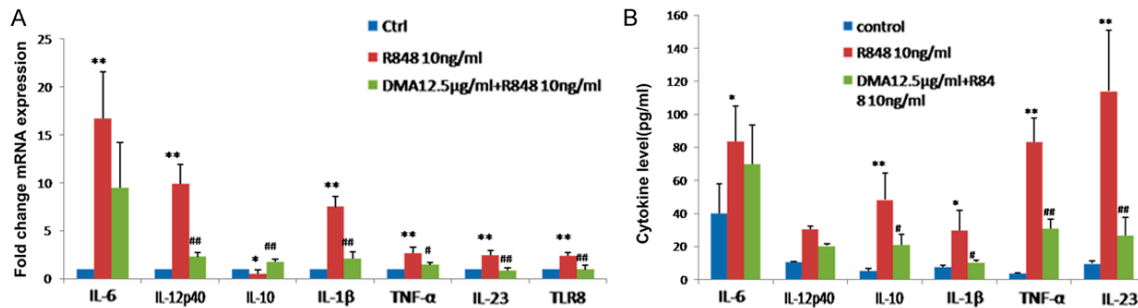 A
Fold change mRNA expression
25
20
15
10
5
0
Ctrl
R848 10ng/ml
DMA12.5µg/ml+R848 10ng/ml
**
**
##
*
##
**
##
**
#
**
##
**
##
IL-6
IL-12p40
IL-10
IL-1β
TNF-α
IL-23
TLR8
B
Cytokine level(pg/ml)
160
140
120
100
80
60
40
20
0
control
R848 10ng/ml
DMA12.5µg/ml+R84
8 10ng/ml
*
**
#
*
#
**
##
**
##
IL-6
IL-12p40
IL-10
IL-1β
TNF-α
IL-23